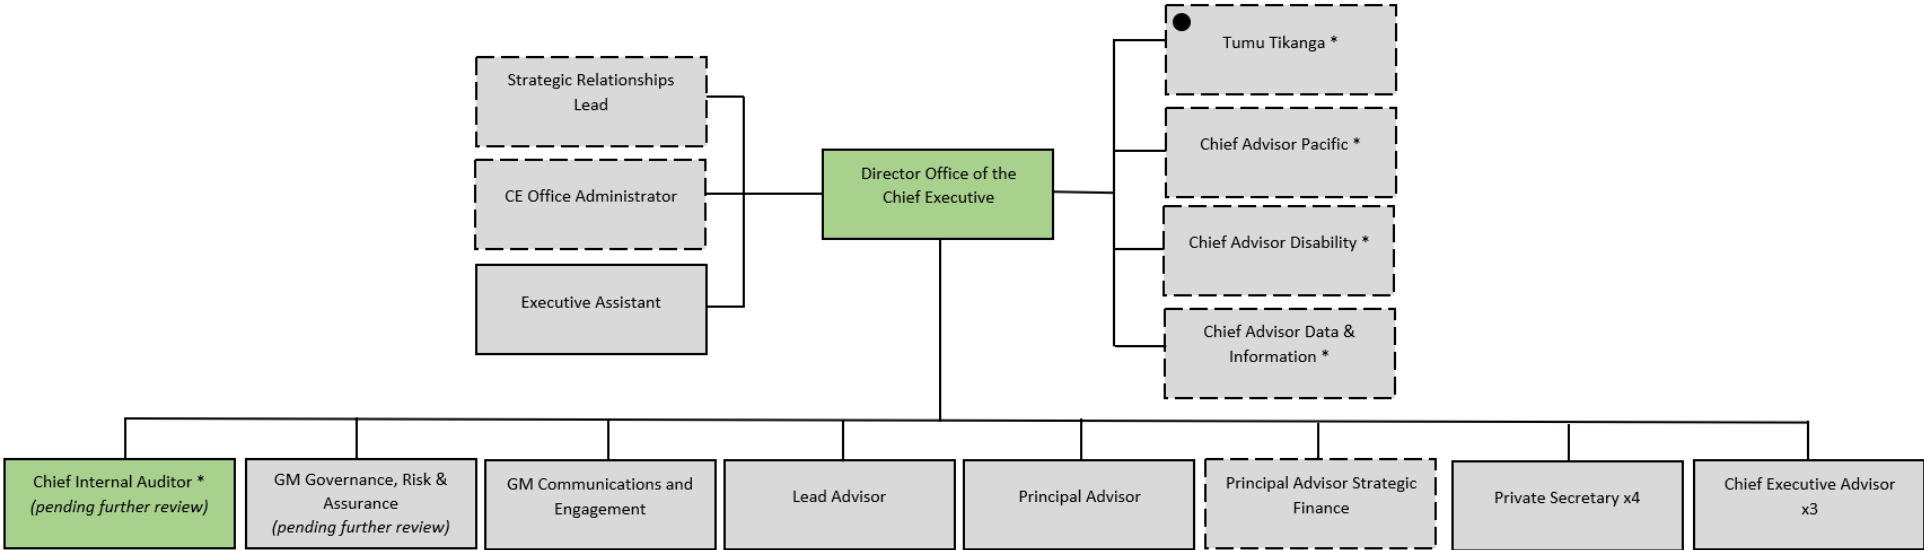 Tumu Tikanga *
Strategic Relationships
Lead
Chief Advisor Pacific *
Director Office of the
Chief Executive
CE Office Administrator
Chief Advisor Disability *
Executive Assistant
Chief Advisor Data &
Information *
Chief Internal Auditor *
(pending further review)
GM Governance, Risk &
Assurance
(pending further review)
GM Communications and
Engagement
Lead Advisor
Principal Advisor
Principal Advisor Strategic
Finance
Private Secretary x4
Chief Executive Advisor
x3